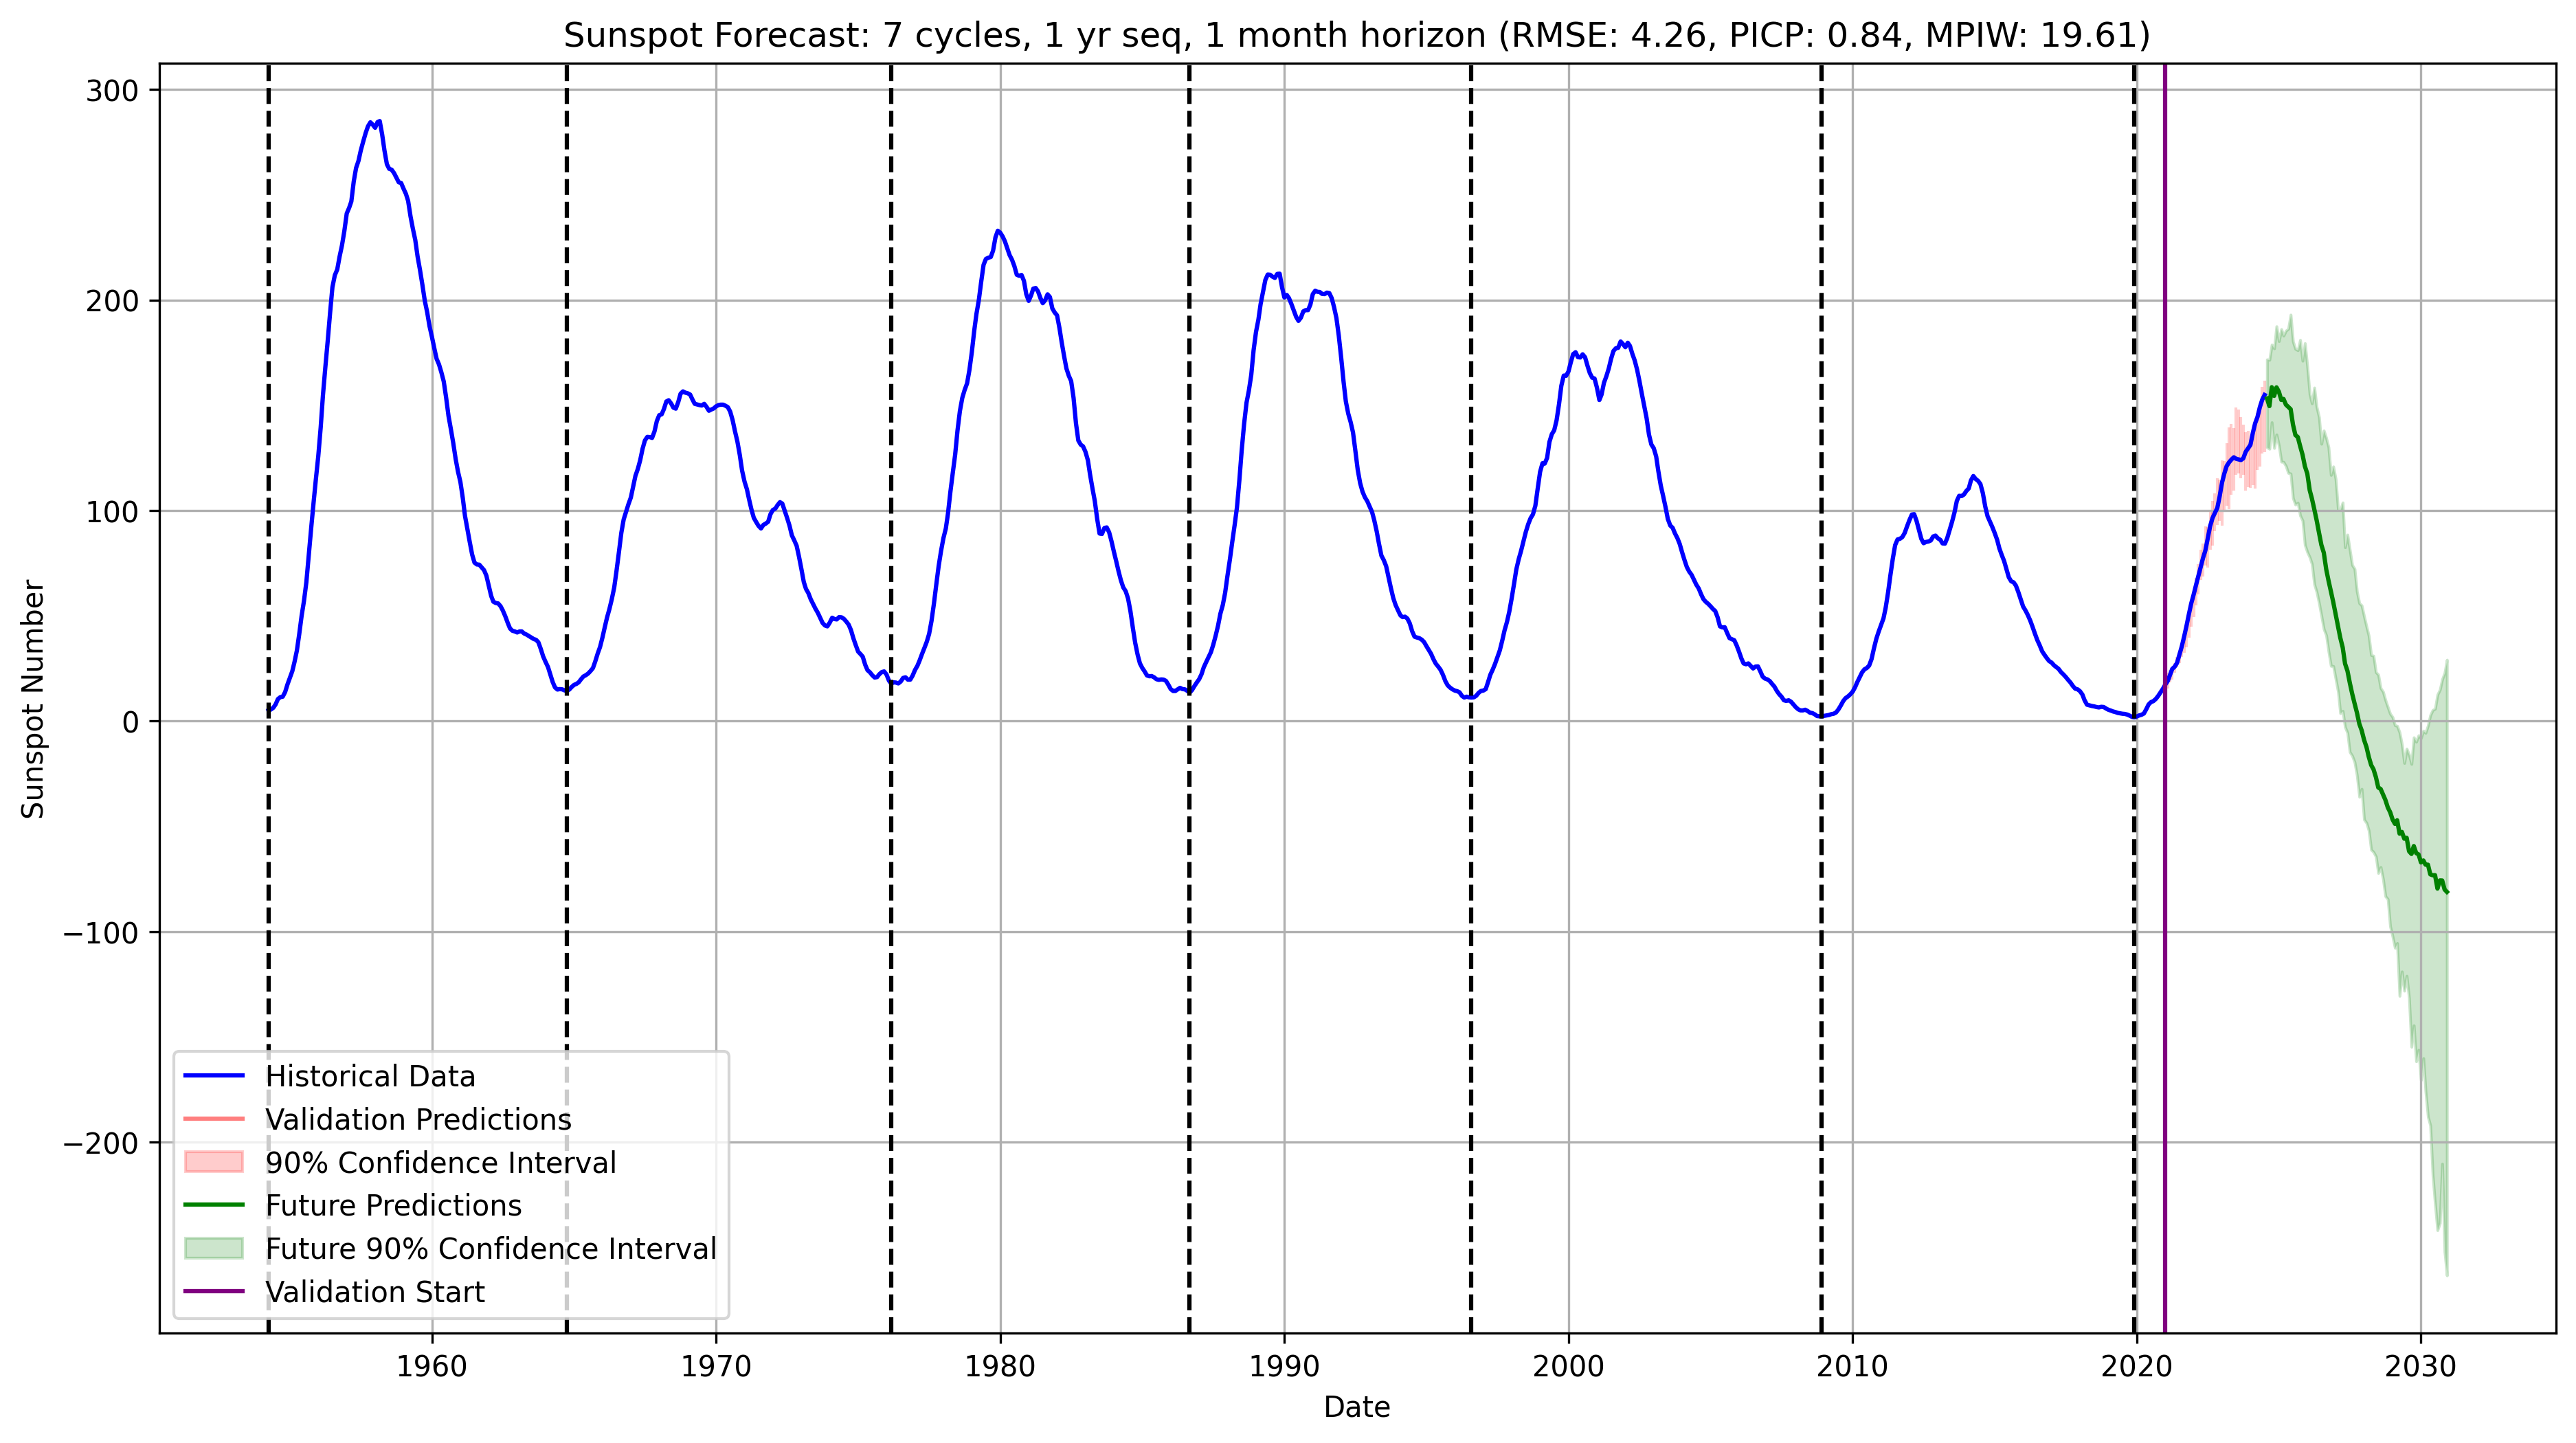 Sunspot Forecast: 7 cycles, 1 yr seq, 1 month horizon (RMSE: 4.26, PICP: 0.84, MPIW: 19.61)
Sunspot Number
300
200
100
0
−100
−200
Historical Data
Validation Predictions
90% Confidence Interval
Future Predictions
Future 90% Confidence Interval
Validation Start
1960 1970 1980 1990 2000 2010 2020 2030
Date